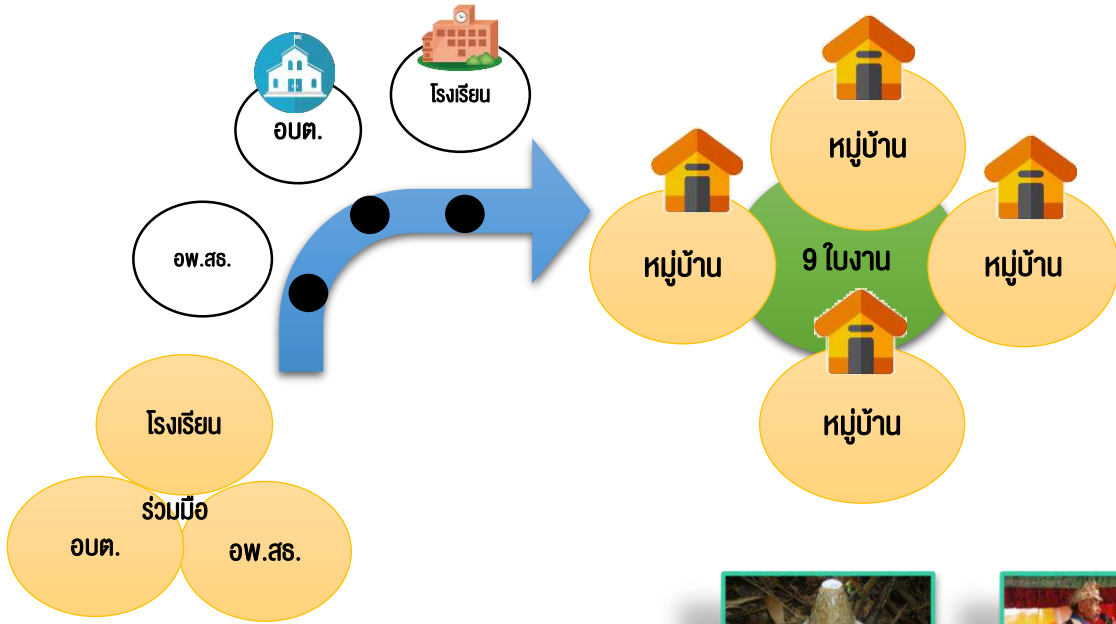 โรงเรียน
อบต.
หมู่บ้าน
อพ.สธ.
หมู่บ้าน
9 ใบงาน
หมู่บ้าน
โรงเรียน
หมู่บ้าน
ร่วมมือ
อบต.
อพ.สธ.